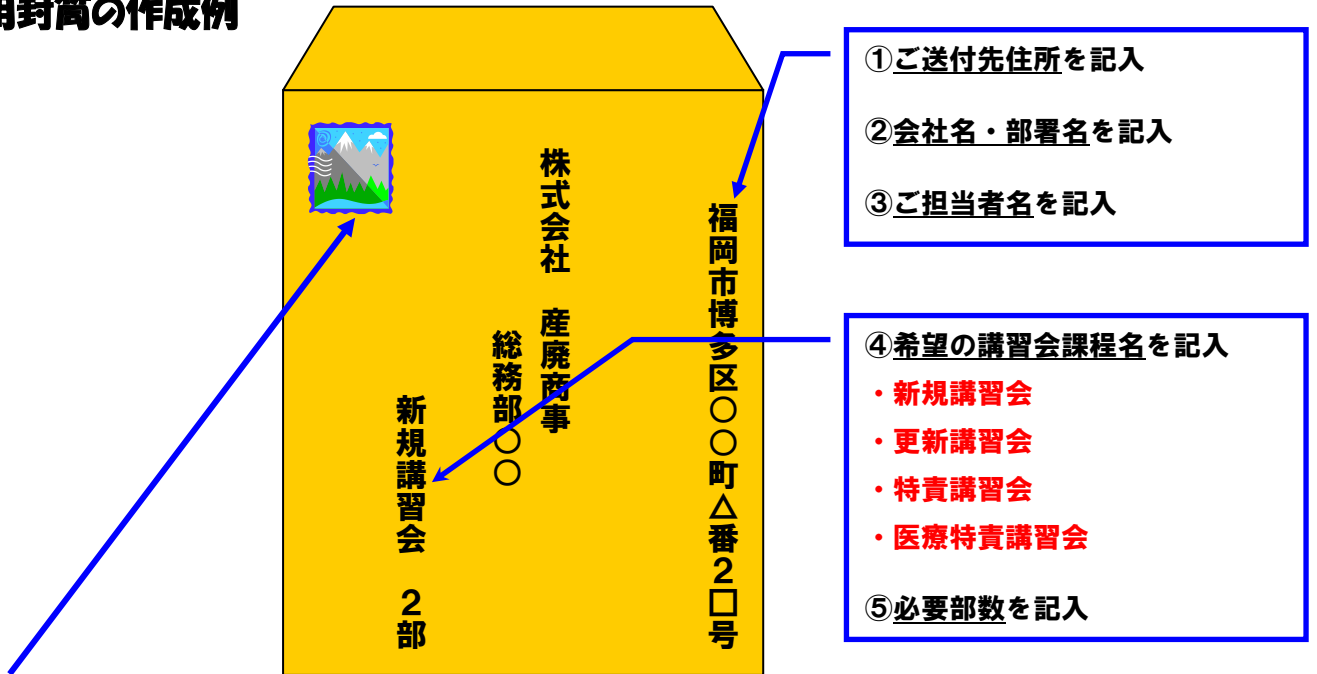 用封筒の作成例
福岡市博多区○○町△番２□号
株式会社　産廃商事
総務部○○
新規講習会　２部
①ご送付先住所を記入
②会社名・部署名を記入
③ご担当者名を記入
④希望の講習会課程名を記入
・新規講習会
・更新講習会
・特責講習会
・医療特責講習会
⑤必要部数を記入